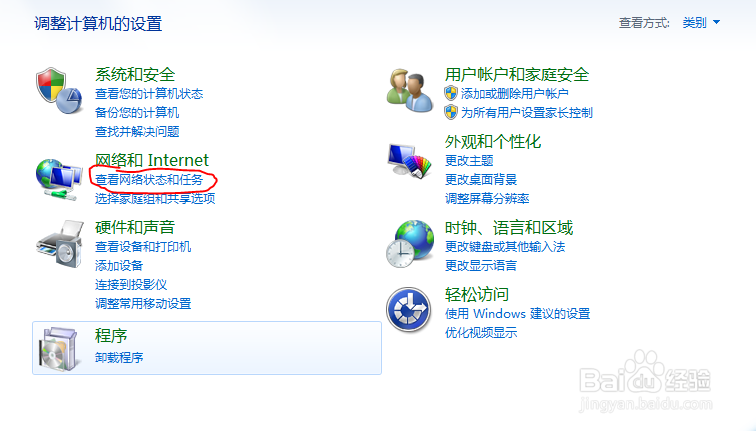 调整计算机的设置
查看方式: 类别
系统和安全
查看您的计算机状态
备份您的计算机
查找并解决问题
网络和 Internet
查看网络状态和任务
选择家庭组和共享选项
硬件和声音
查看设备和打印机
添加设备
连接到投影仪
调整常用移动设置
程序
卸载程序
用户帐户和家庭安全
添加或删除用户帐户
为所有用户设置家长控制
外观和个性化
更改主题
更改桌面背景
调整屏幕分辨率
时钟、语言和区域
更改键盘或其他输入法
更改显示语言
轻松访问
使用 Windows 建议的设置
优化视频显示
Baidu 经验
jingyan.baidu.com